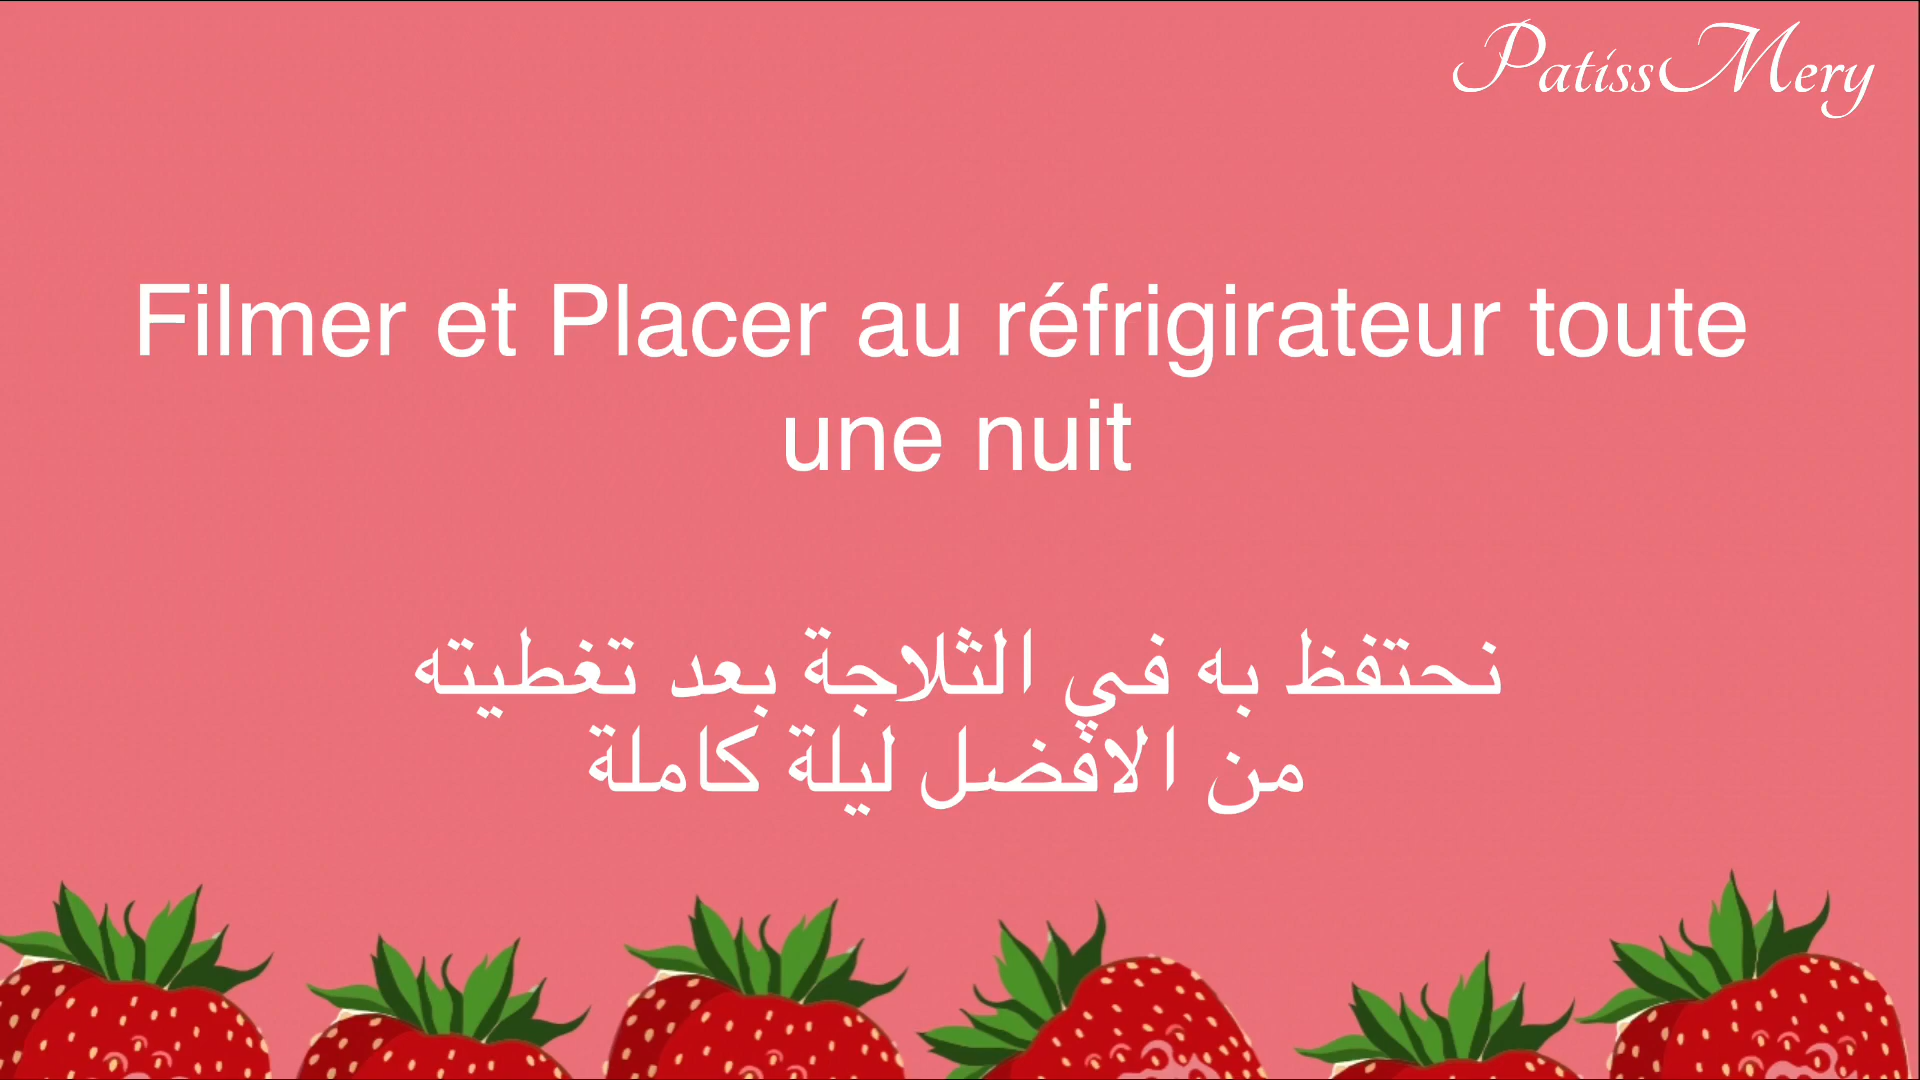 PatissMery
Filmer et Placer au réfrigirateur toute
une nuit
نحتفظ به في الثلاجة بعد تغطيته
من الافضل ليلة كاملة